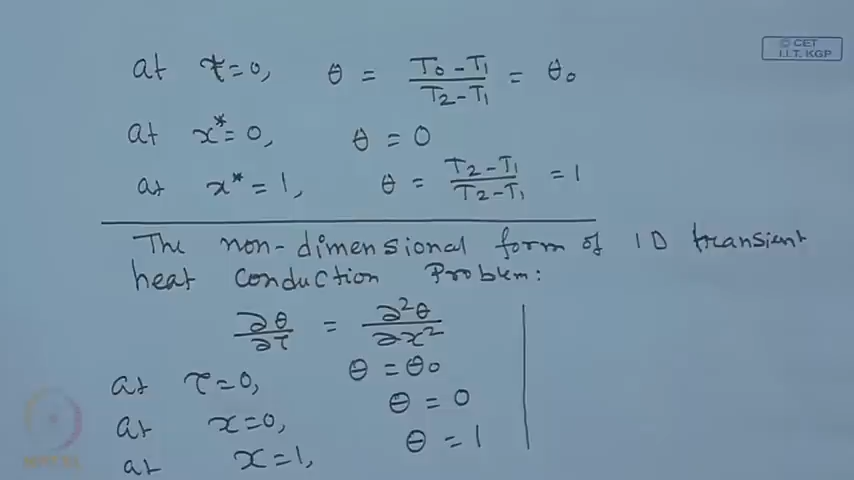 © CET
I.I.T. KGP
at τ=0, θ = (T₀ - T₁)/(T₂ - T₁) = θ₀
at x*=0, θ = 0
at x* = 1, θ = (T₂ - T₁)/(T₂ - T₁) = 1
The non-dimensional form of 1D transient
heat conduction Problem:
∂θ/∂τ = ∂²θ/∂x²
at τ=0, θ = θ₀
at x=0, θ = 0
at x=1, θ = 1